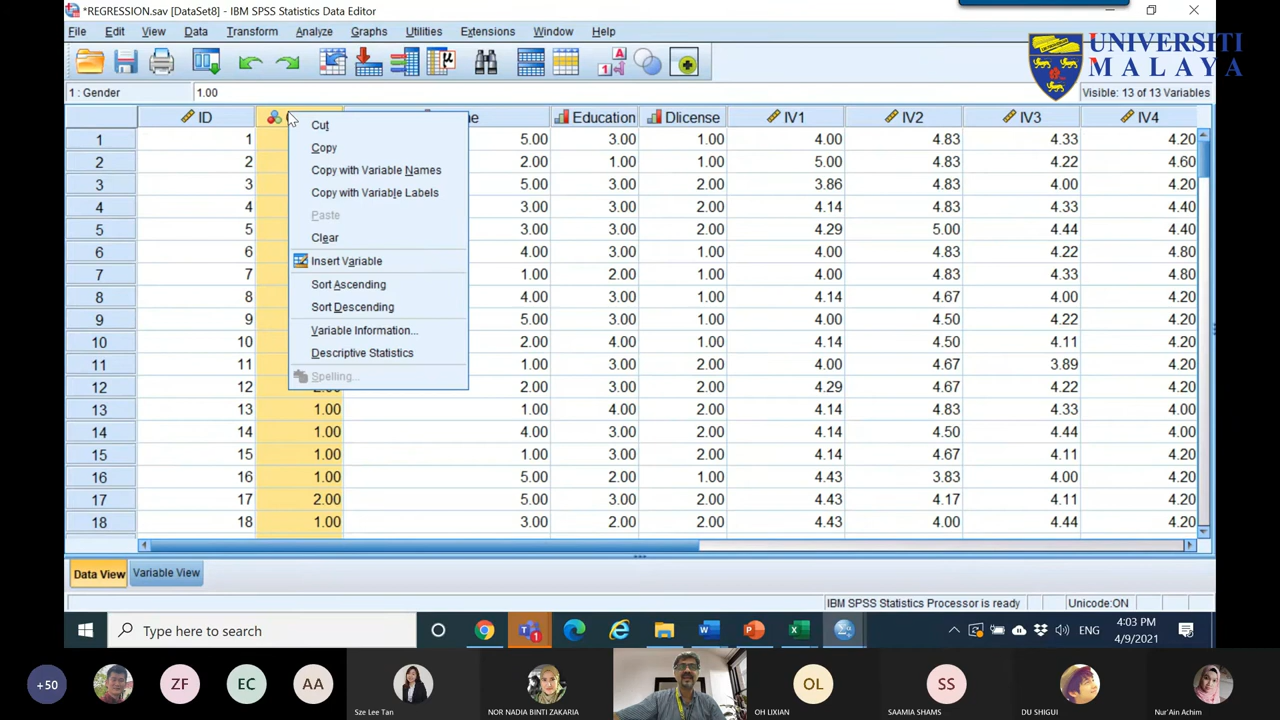 *REGRESSION.sav [DataSet8] - IBM SPSS Statistics Data Editor
File Edit View Data Transform Analyze Graphs Utilities Extensions Window Help
UNIVERSITI
MALAYA
1 : Gender 1.00 Visible: 13 of 13 Variables
ID Education Dlicense IV1 IV2 IV3 IV4
1 1 5.00 3.00 1.00 4.00 4.83 4.33 4.20
2 2 2.00 1.00 1.00 5.00 4.83 4.22 4.60
3 3 5.00 3.00 2.00 3.86 4.83 4.00 4.20
4 4 3.00 3.00 2.00 4.14 4.83 4.33 4.40
5 5 3.00 3.00 2.00 4.29 5.00 4.44 4.40
6 6 4.00 3.00 1.00 4.00 4.83 4.22 4.80
7 7 1.00 2.00 1.00 4.00 4.83 4.33 4.80
8 8 4.00 3.00 1.00 4.14 4.67 4.00 4.20
9 9 5.00 3.00 1.00 4.00 4.50 4.22 4.20
10 10 2.00 4.00 1.00 4.14 4.50 4.11 4.20
11 11 1.00 3.00 2.00 4.00 4.67 3.89 4.20
12 12 2.00 3.00 2.00 4.29 4.67 4.22 4.20
13 13 1.00 1.00 4.00 2.00 4.14 4.83 4.33 4.00
14 14 1.00 4.00 2.00 2.00 4.14 4.50 4.44 4.00
15 15 1.00 1.00 3.00 2.00 4.14 4.67 4.11 4.20
16 16 1.00 5.00 2.00 1.00 4.43 3.83 4.00 4.20
17 17 2.00 5.00 3.00 2.00 4.43 4.17 4.11 4.20
18 18 1.00 3.00 2.00 2.00 4.43 4.00 4.44 4.20
Cut
Copy
Copy with Variable Names
Copy with Variable Labels
Paste
Clear
Insert Variable
Sort Ascending
Sort Descending
Variable Information...
Descriptive Statistics
Spelling...
Data View Variable View
IBM SPSS Statistics Processor is ready Unicode:ON
Type here to search
1
ENG
4:03 PM
4/9/2021
+50 ZF EC AA OL SS
Sze Lee Tan NOR NADIA BINTI ZAKARIA OH LIXIAN SAAMIA SHAMS DU SHIGUI Nur'Ain Achim